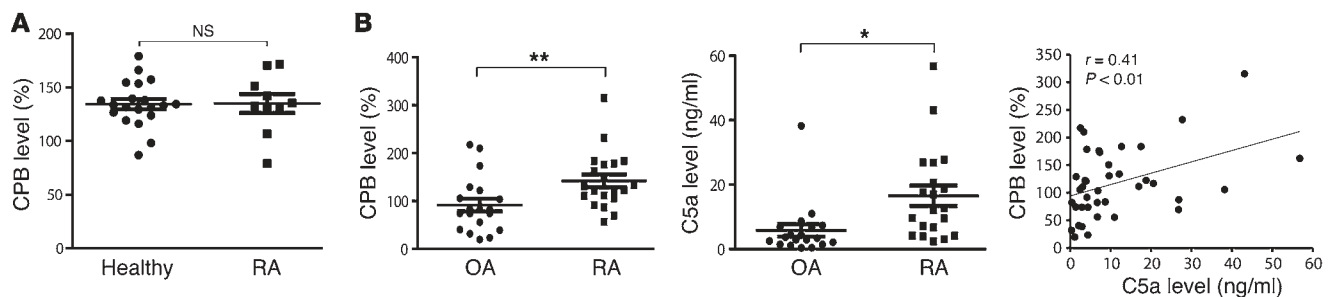 A
CPB level (%)
200
150
100
50
0
NS
Healthy
RA
B
CPB level (%)
400
300
200
100
0
**
OA
RA
C5a level (ng/ml)
60
40
20
0
*
OA
RA
CPB level (%)
350
300
250
200
150
100
50
0
r = 0.41
P < 0.01
0
10
20
30
40
50
60
C5a level (ng/ml)